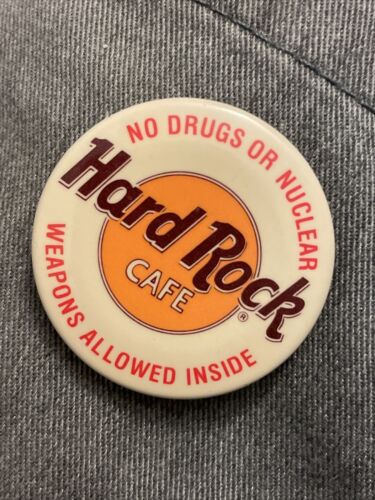 NO DRUGS OR NUCLEAR
WEAPONS ALLOWED INSIDE
Hard Rock
CAFE
®